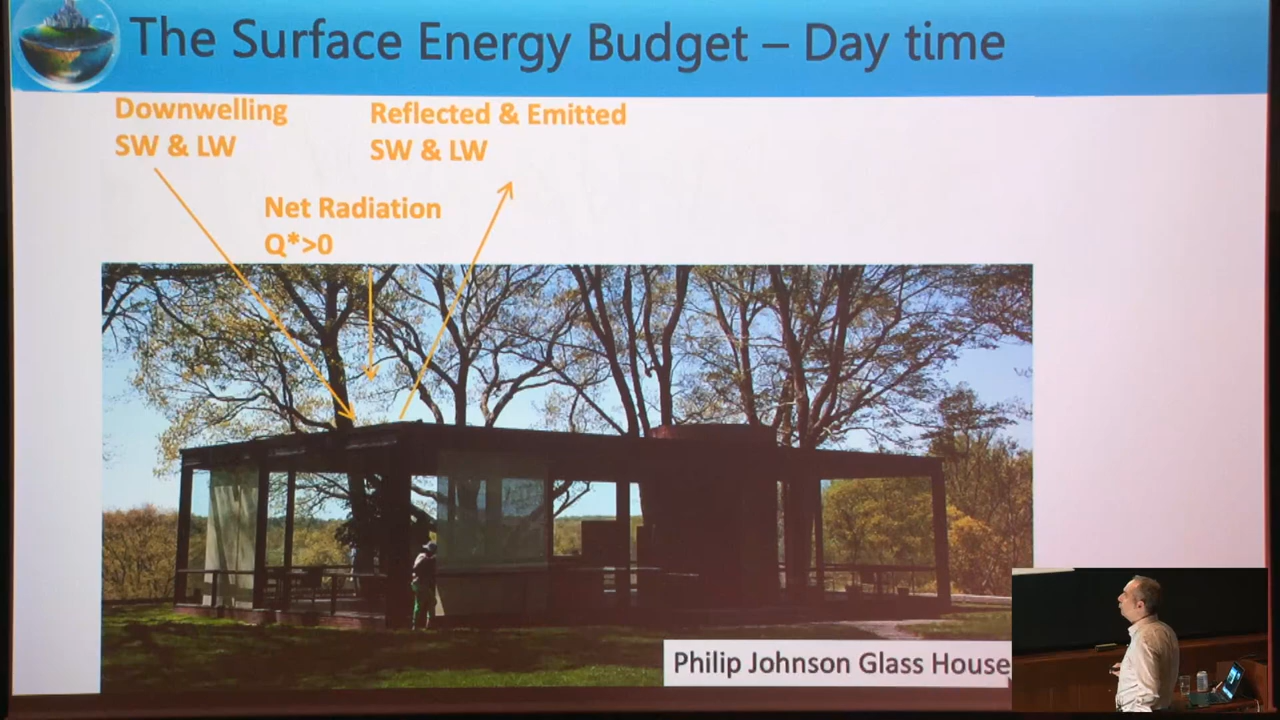 The Surface Energy Budget – Day time
Downwelling
SW & LW
Reflected & Emitted
SW & LW
Net Radiation
Q*>0
Philip Johnson Glass House